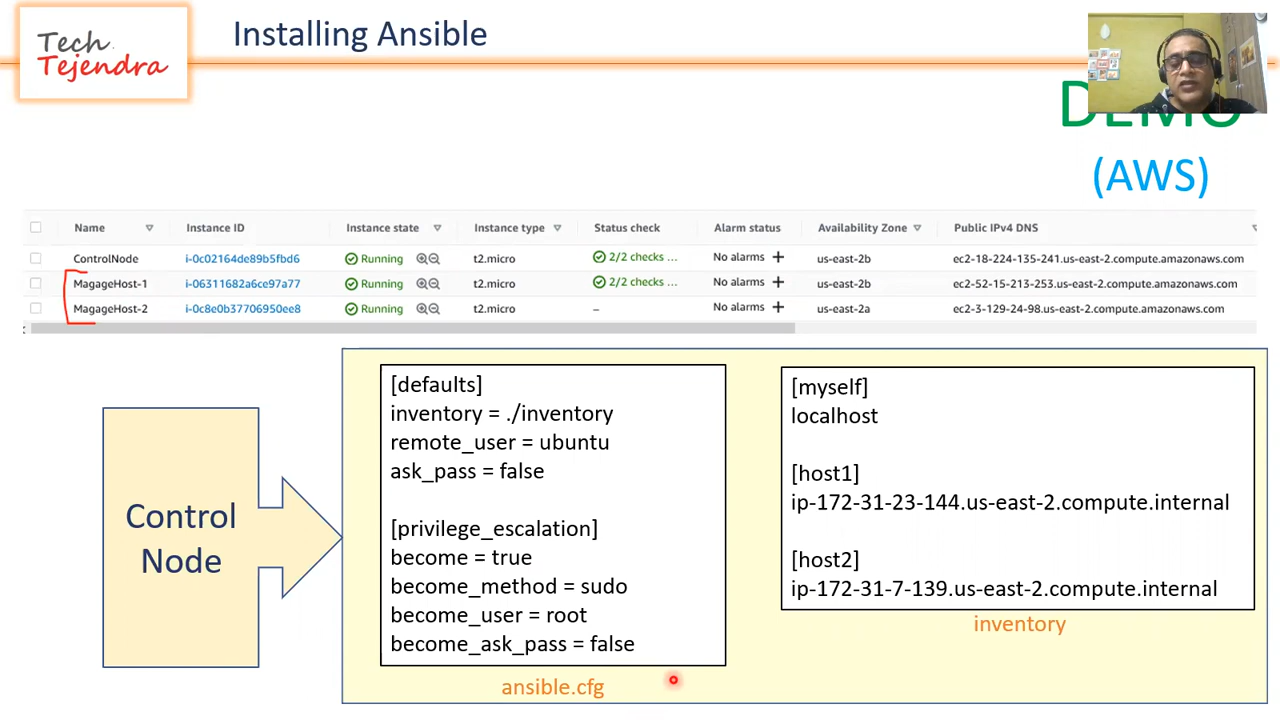 Tech
Tejendra
Installing Ansible
DEMO
(AWS)
Name Instance ID Instance state Instance type Status check Alarm status Availability Zone Public IPv4 DNS
ControlNode i-0c02164de89b5fbd6 Running t2.micro 2/2 checks ... No alarms + us-east-2b ec2-18-224-135-241.us-east-2.compute.amazonaws.com
MagageHost-1 i-06311682a6ce97a77 Running t2.micro 2/2 checks ... No alarms + us-east-2b ec2-52-15-213-253.us-east-2.compute.amazonaws.com
MagageHost-2 i-0c8e0b37706950ee8 Running t2.micro – No alarms + us-east-2a ec2-3-129-24-98.us-east-2.compute.amazonaws.com
Control
Node
[defaults]
inventory = ./inventory
remote_user = ubuntu
ask_pass = false
[privilege_escalation]
become = true
become_method = sudo
become_user = root
become_ask_pass = false
ansible.cfg
[myself]
localhost
[host1]
ip-172-31-23-144.us-east-2.compute.internal
[host2]
ip-172-31-7-139.us-east-2.compute.internal
inventory